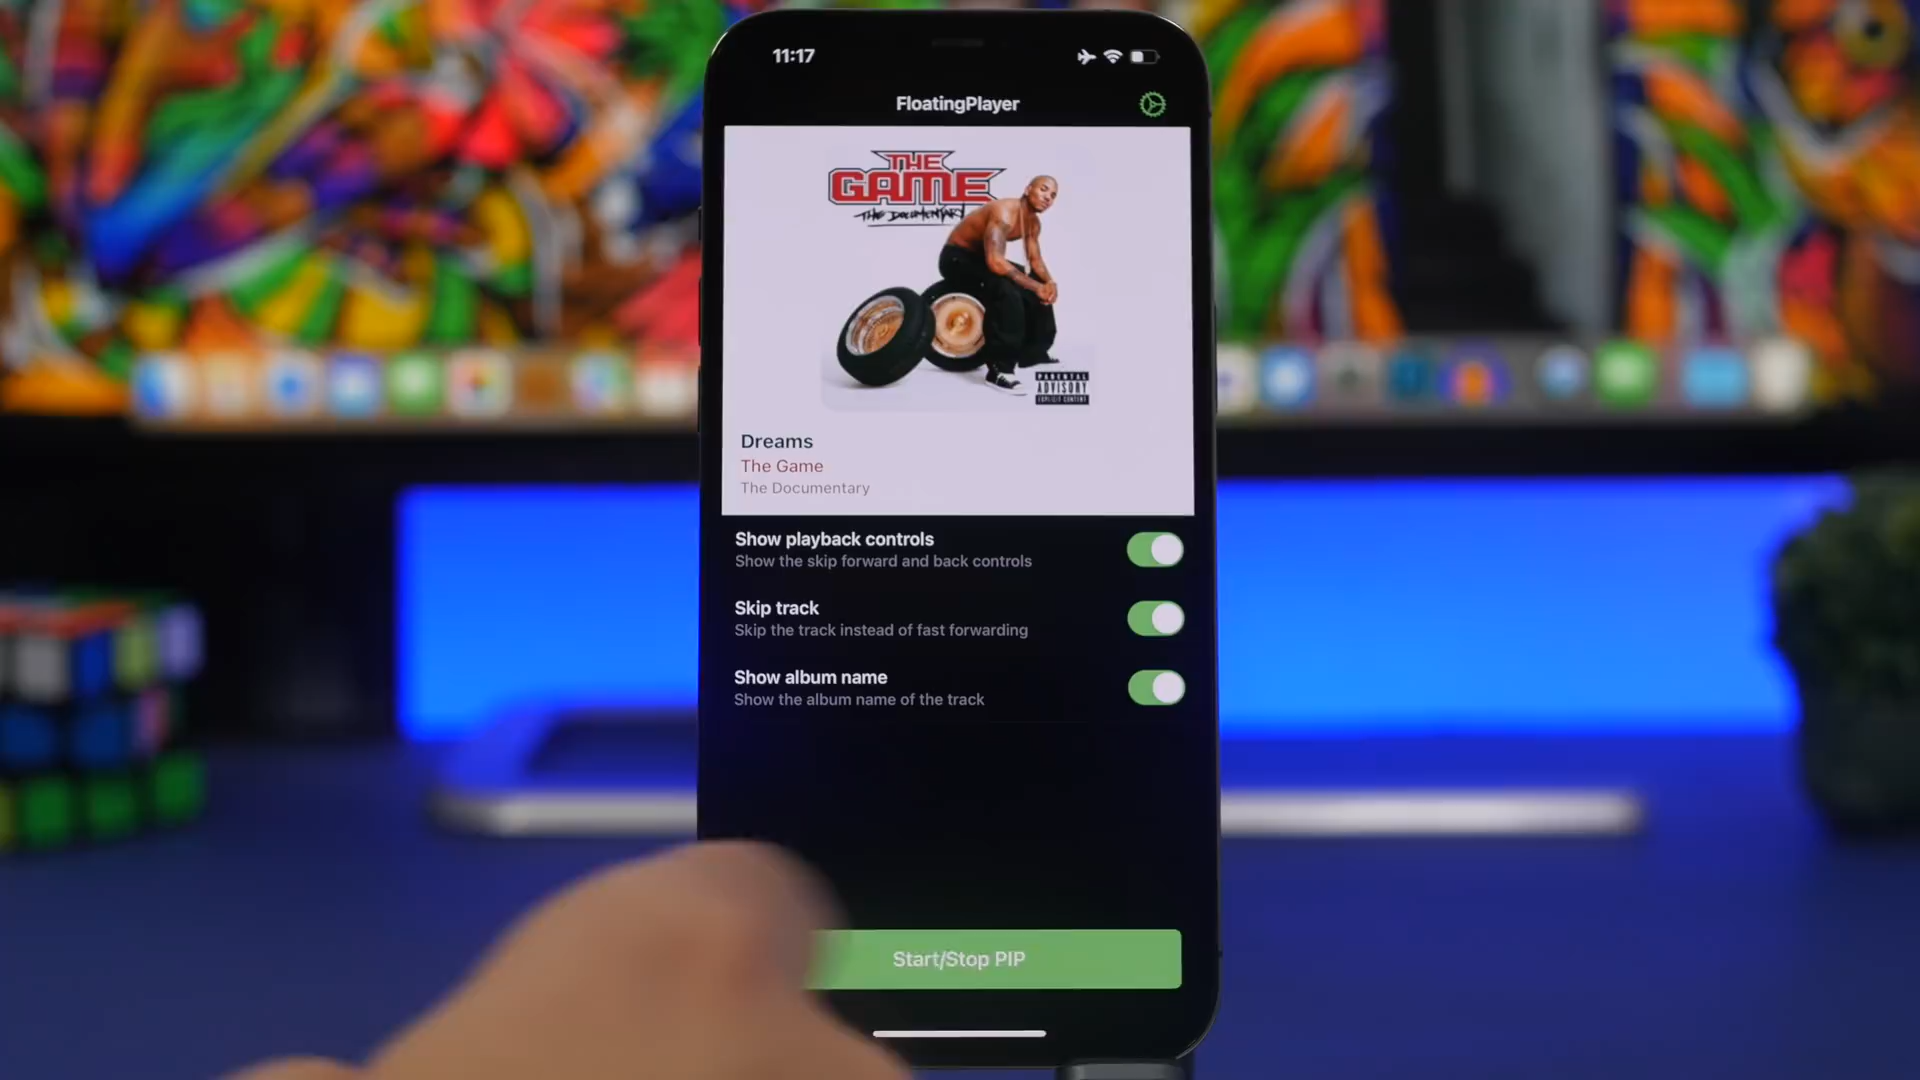 11:17
FloatingPlayer
THE
GAME
THE DOCUMENTARY
PARENTAL
ADVISORY
EXPLICIT CONTENT
Dreams
The Game
The Documentary
Show playback controls
Show the skip forward and back controls
Skip track
Skip the track instead of fast forwarding
Show album name
Show the album name of the track
Start/Stop PIP